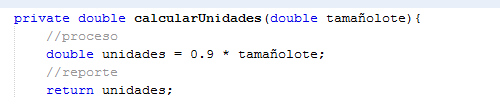 private double calcularUnidades(double tamañolote){
//proceso
double unidades = 0.9 * tamañolote;
//reporte
return unidades;